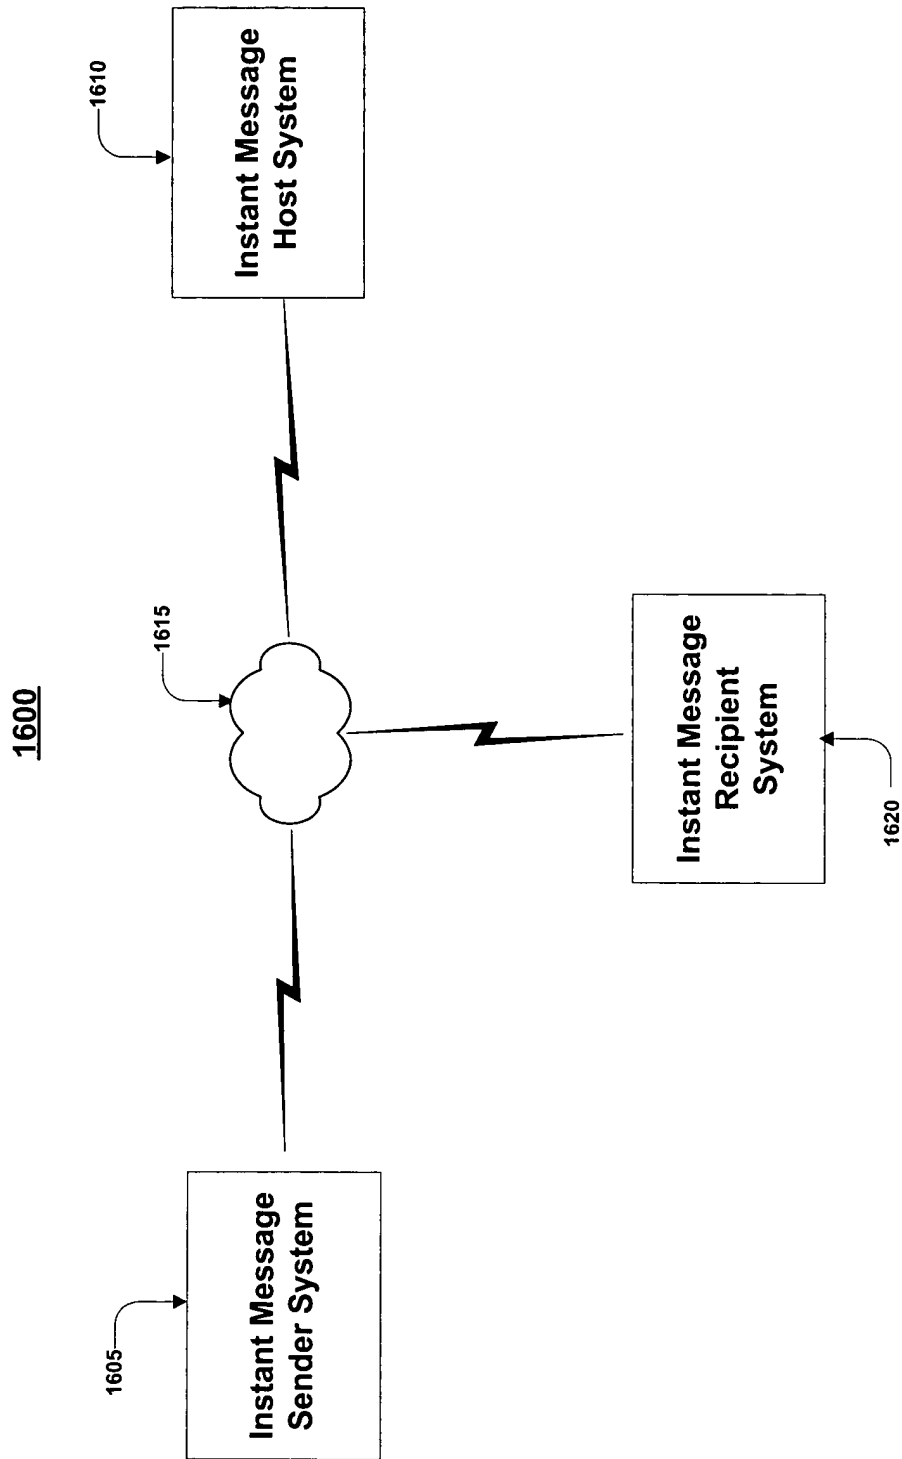 1600
1605
Instant Message
Sender System
1615
1610
Instant Message
Host System
Instant Message
Recipient
System
1620